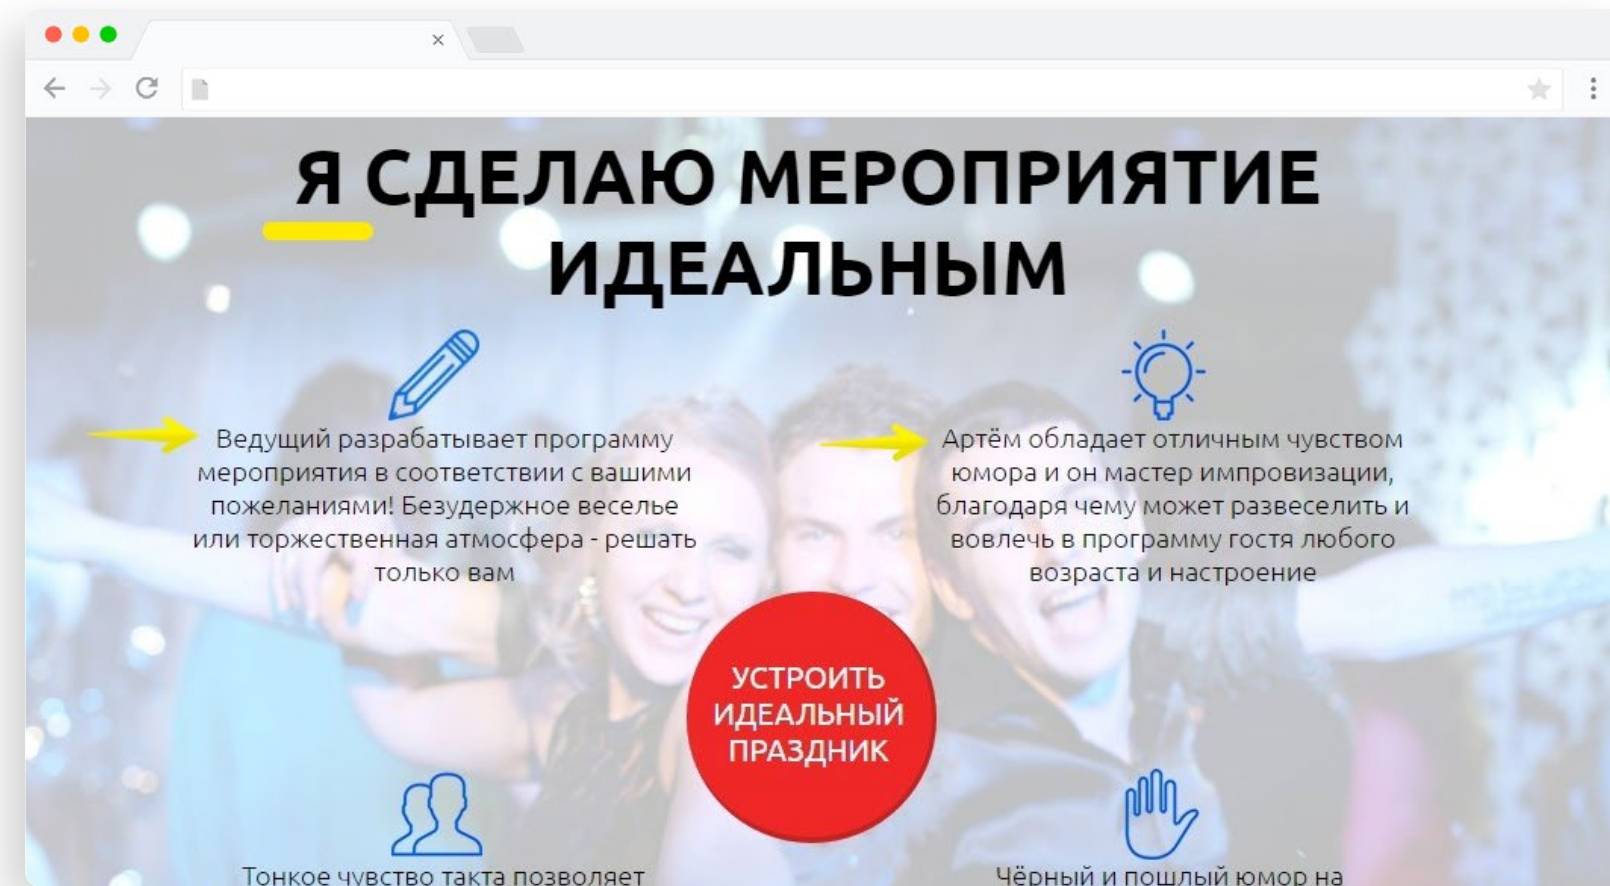 Я СДЕЛАЮ МЕРОПРИЯТИЕ
ИДЕАЛЬНЫМ
Ведущий разрабатывает программу
мероприятия в соответствии с вашими
пожеланиями! Безудержное веселье
или торжественная атмосфера - решать
только вам
Артём обладает отличным чувством
юмора и он мастер импровизации,
благодаря чему может развеселить и
вовлечь в программу гостя любого
возраста и настроение
УСТРОИТЬ
ИДЕАЛЬНЫЙ
ПРАЗДНИК
Тонкое чувство такта позволяет
Чёрный и пошлый юмор на